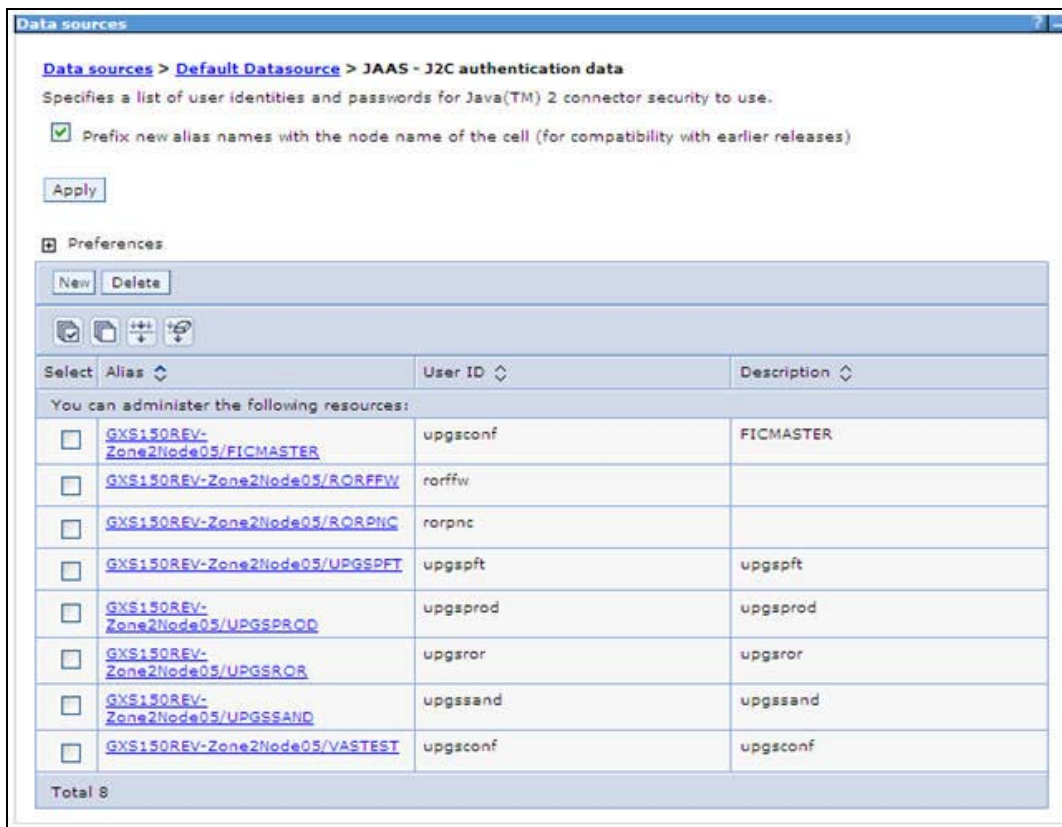 Data sources
?
Data sources > Default Datasource > JAAS - J2C authentication data
Specifies a list of user identities and passwords for Java(TM) 2 connector security to use.
Prefix new alias names with the node name of the cell (for compatibility with earlier releases)
Apply
Preferences
New Delete
Select Alias User ID Description
You can administer the following resources:
GXS150REV-
Zone2Node05/FICMASTER upgsconf FICMASTER
GXS150REV-Zone2Node05/RORFFW rorffw
GXS150REV-Zone2Node05/RORPNC rorpnc
GXS150REV-Zone2Node05/UPGSPFT upgspft upgspft
GXS150REV-
Zone2Node05/UPGSPROD upgsprod upgsprod
GXS150REV-
Zone2Node05/UPGSROR upgsror upgsror
GXS150REV-
Zone2Node05/UPGSSAND upgssand upgssand
GXS150REV-Zone2Node05/VASTEST upgsconf upgsconf
Total 8